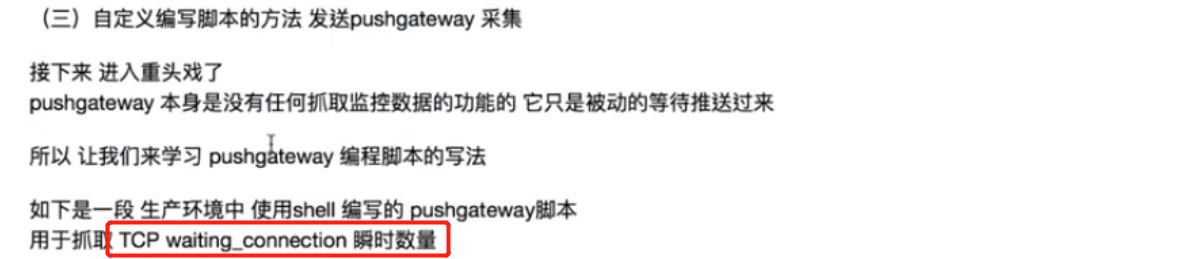 （三）自定义编写脚本的方法 发送pushgateway 采集
接下来 进入重头戏了
pushgateway 本身是没有任何抓取监控数据的功能的 它只是被动的等待推送过来
所以 让我们来学习 pushgateway 编程脚本的写法
如下是一段 生产环境中 使用shell 编写的 pushgateway脚本
用于抓取 TCP waiting_connection 瞬时数量